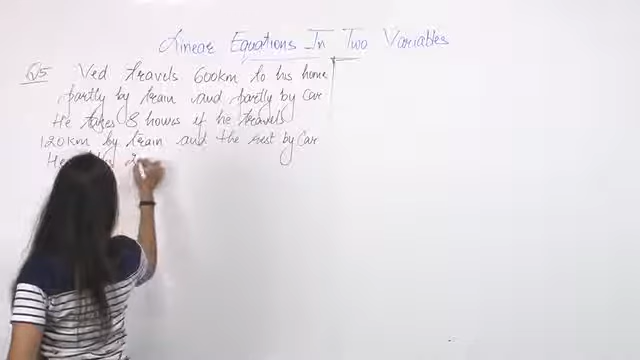 Linear Equations In Two Variables
Q5 Ved travels 600km to his home
partly by train and partly by Car
He takes 8 hours if he travels
120km by train and the rest by Car
He